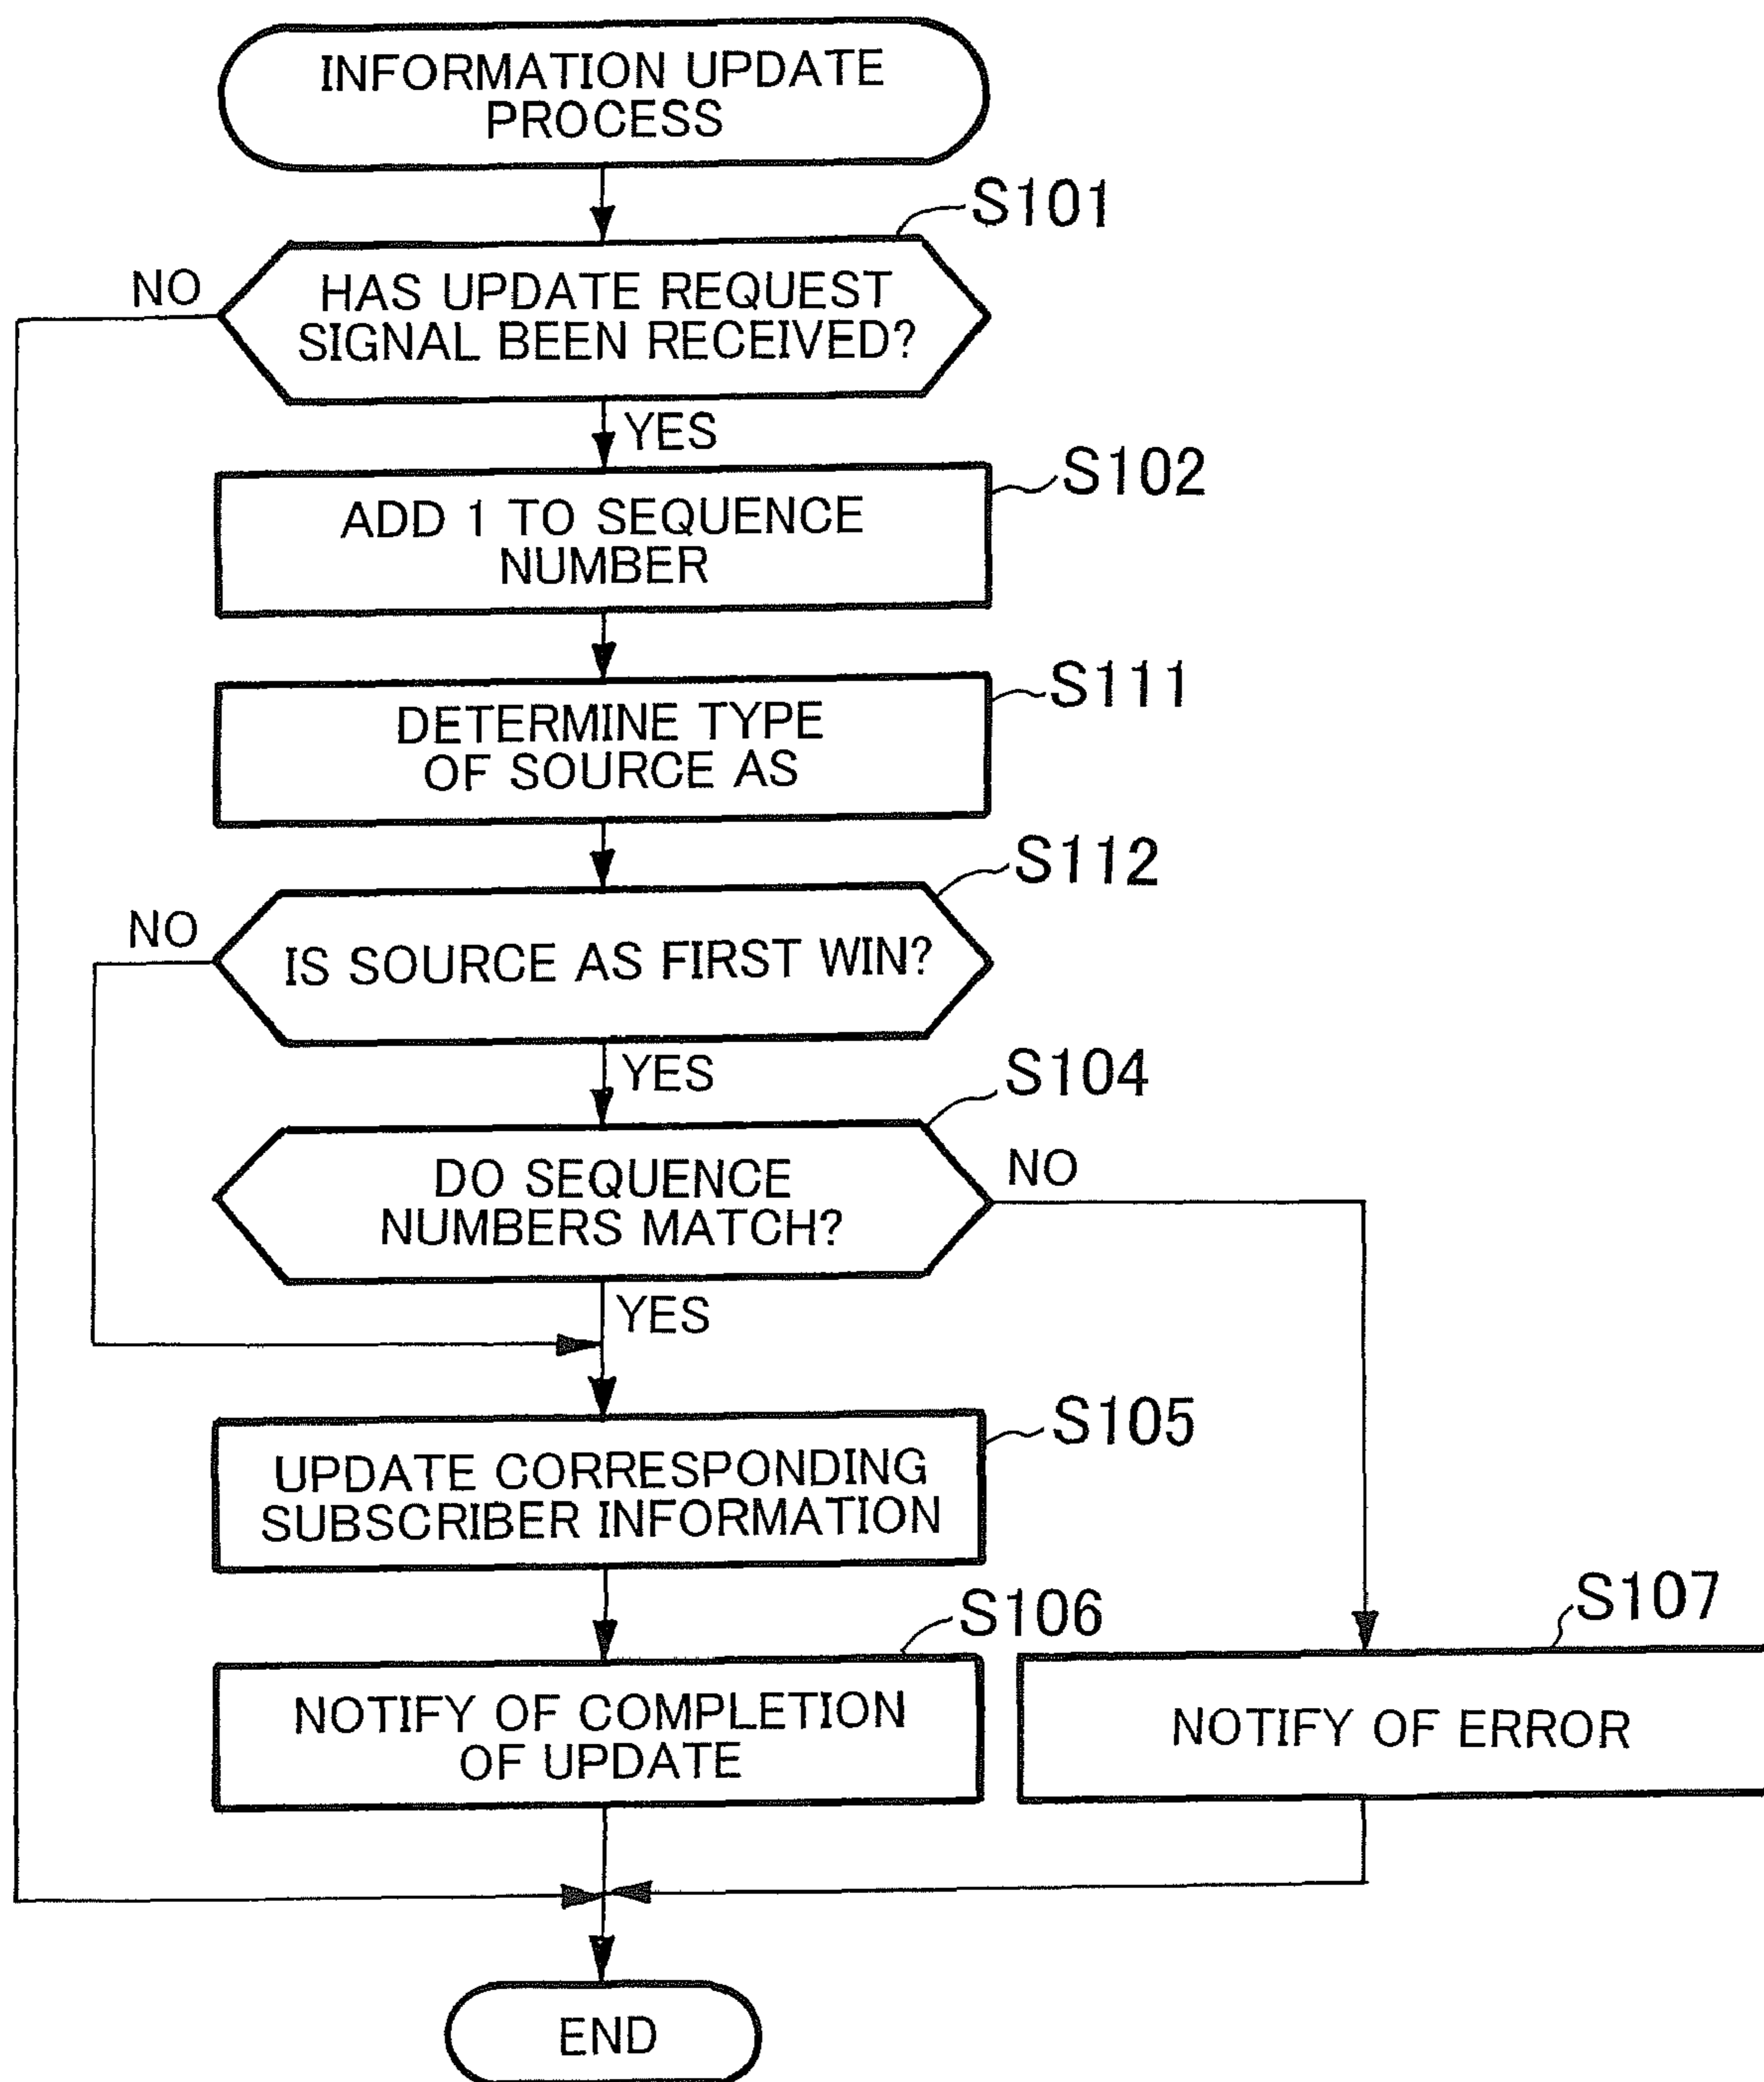 INFORMATION UPDATE
PROCESS
S101
NO
HAS UPDATE REQUEST
SIGNAL BEEN RECEIVED?
YES
S102
ADD 1 TO SEQUENCE
NUMBER
S111
DETERMINE TYPE
OF SOURCE AS
S112
NO
IS SOURCE AS FIRST WIN?
YES
S104
DO SEQUENCE
NUMBERS MATCH?
NO
YES
S105
UPDATE CORRESPONDING
SUBSCRIBER INFORMATION
S106
NOTIFY OF COMPLETION
OF UPDATE
S107
NOTIFY OF ERROR
END